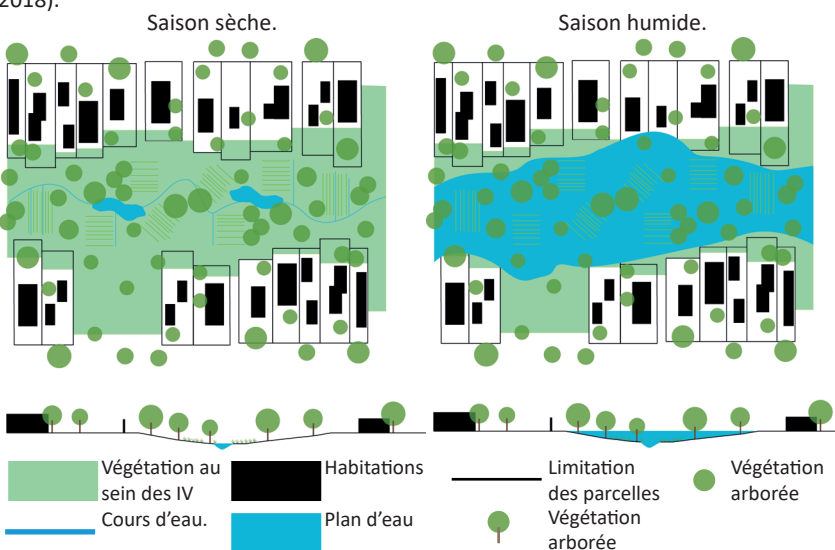 2018).
Saison sèche.
Saison humide.
Végétation au
sein des IV
Habitations
Limitation
des parcelles
Végétation
arborée
Cours d'eau.
Plan d'eau
Végétation
arborée